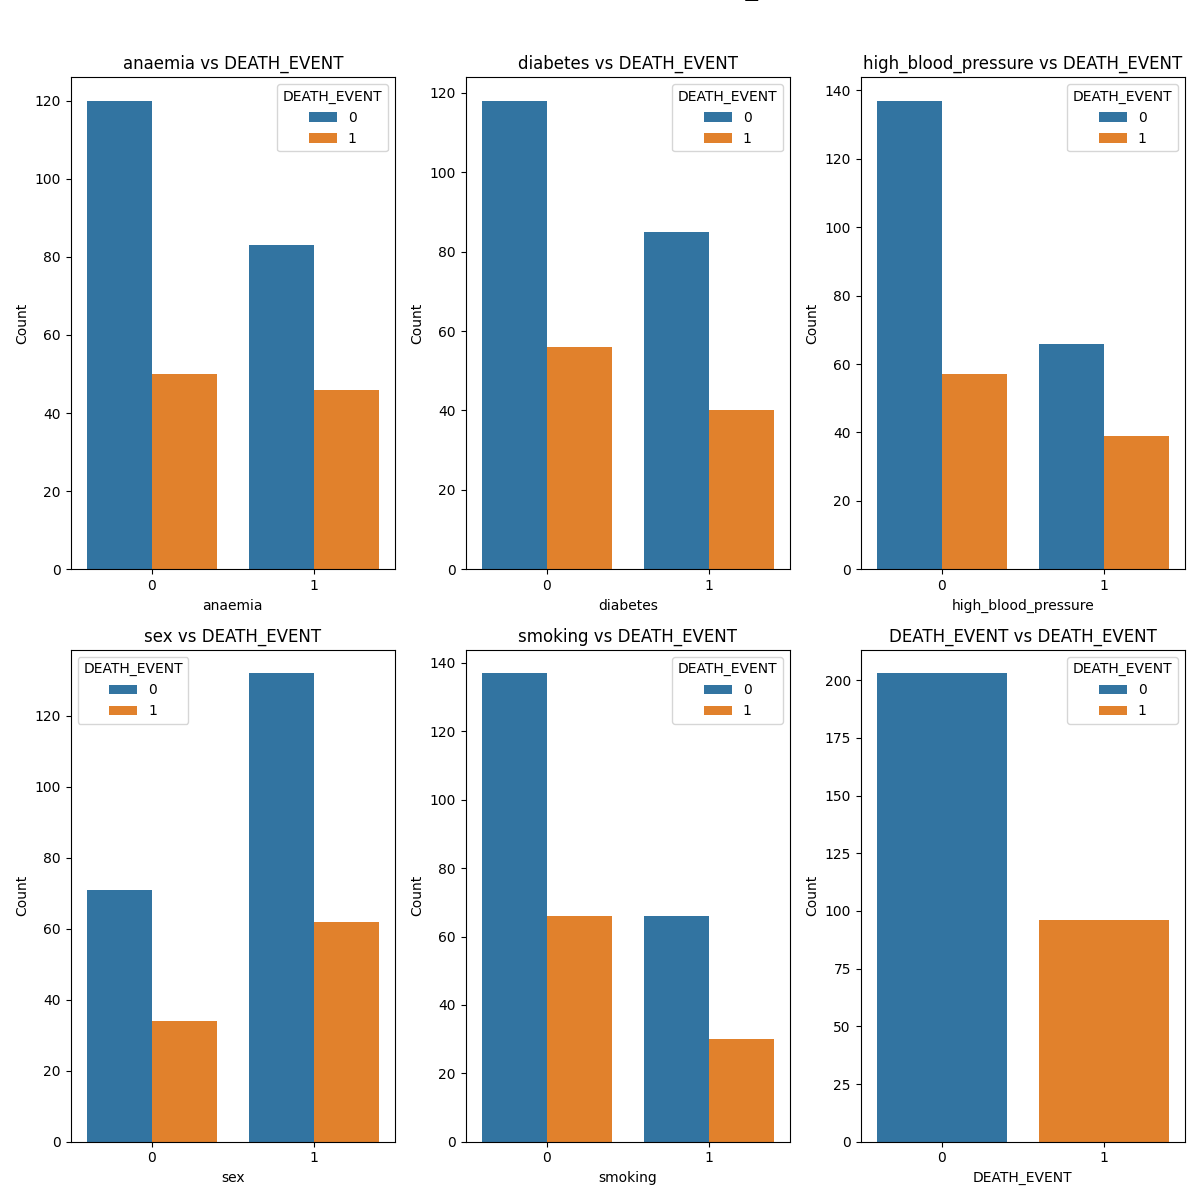 anaemia vs DEATH_EVENT
DEATH_EVENT
0
1
120
100
80
60
40
20
0
Count
0 1
anaemia
diabetes vs DEATH_EVENT
DEATH_EVENT
0
1
120
100
80
60
40
20
0
Count
0 1
diabetes
high_blood_pressure vs DEATH_EVENT
DEATH_EVENT
0
1
140
120
100
80
60
40
20
0
Count
0 1
high_blood_pressure
sex vs DEATH_EVENT
DEATH_EVENT
0
1
120
100
80
60
40
20
0
Count
0 1
sex
smoking vs DEATH_EVENT
DEATH_EVENT
0
1
140
120
100
80
60
40
20
0
Count
0 1
smoking
DEATH_EVENT vs DEATH_EVENT
DEATH_EVENT
0
1
200
175
150
125
100
75
50
25
0
Count
0 1
DEATH_EVENT